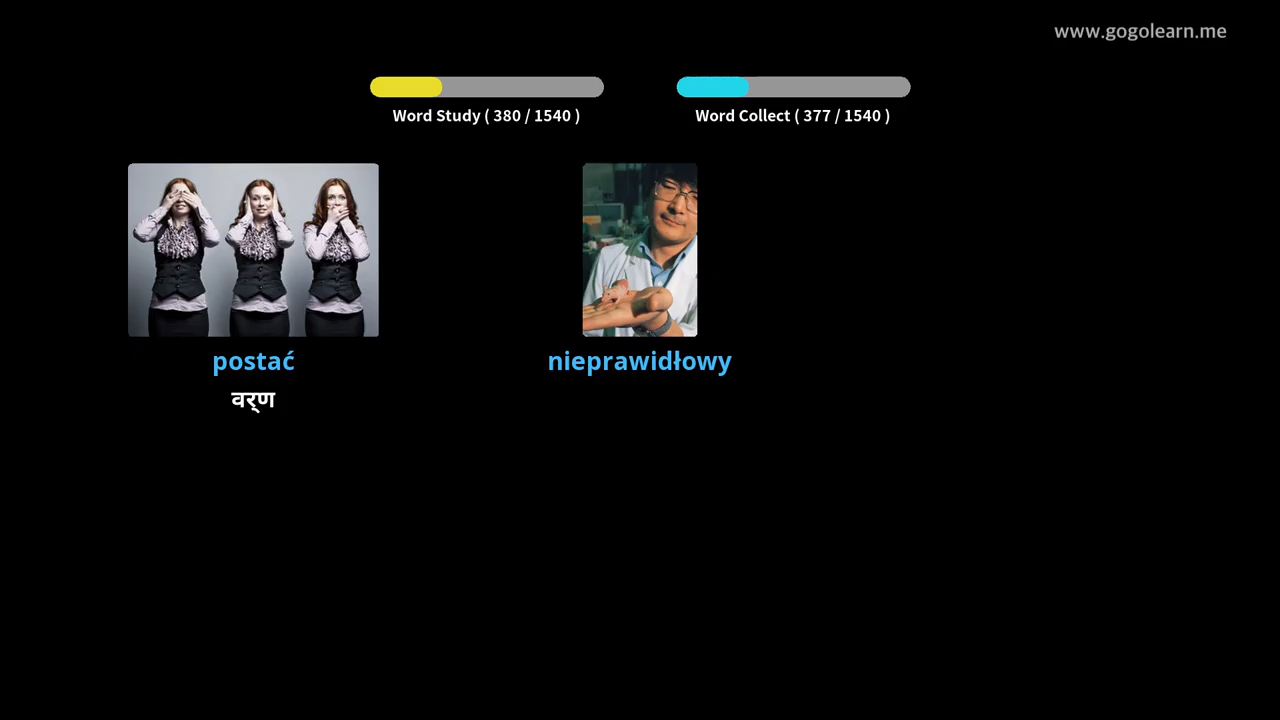 www.gogolearn.me
Word Study ( 380 / 1540 )
Word Collect ( 377 / 1540 )
postać
nieprawidłowy
वर्ण